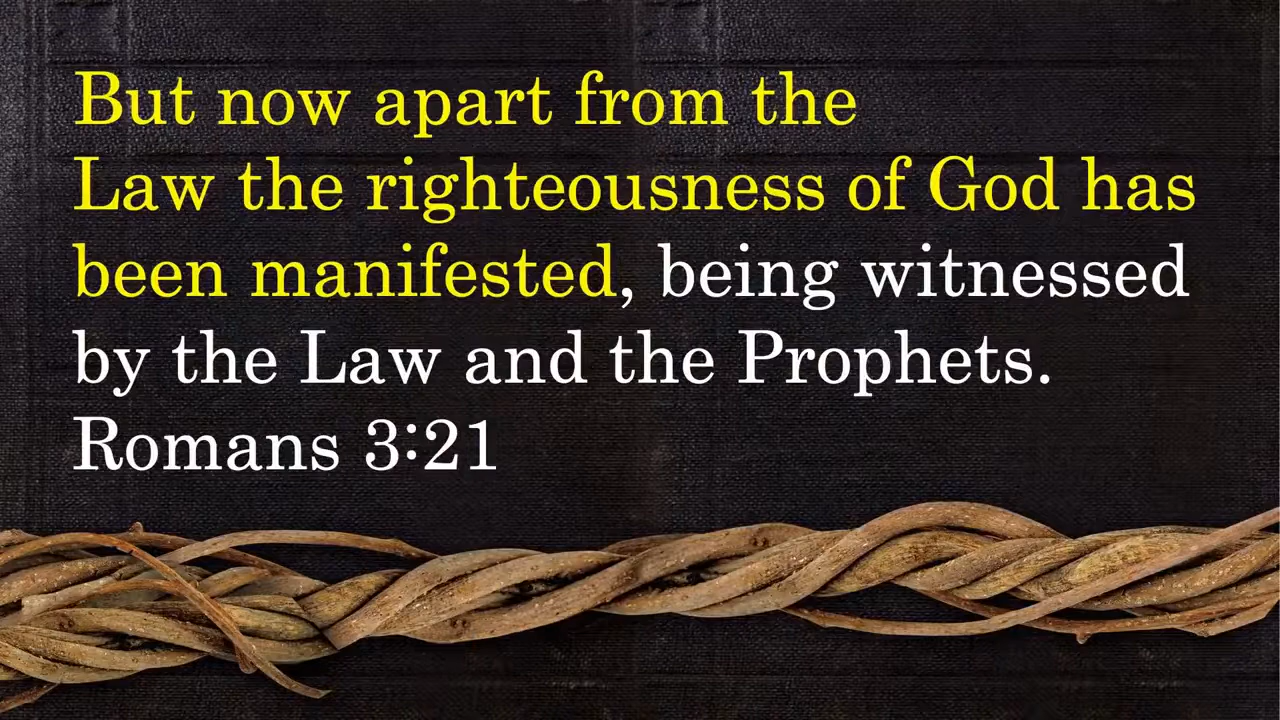 But now apart from the
Law the righteousness of God has
been manifested, being witnessed
by the Law and the Prophets.
Romans 3:21